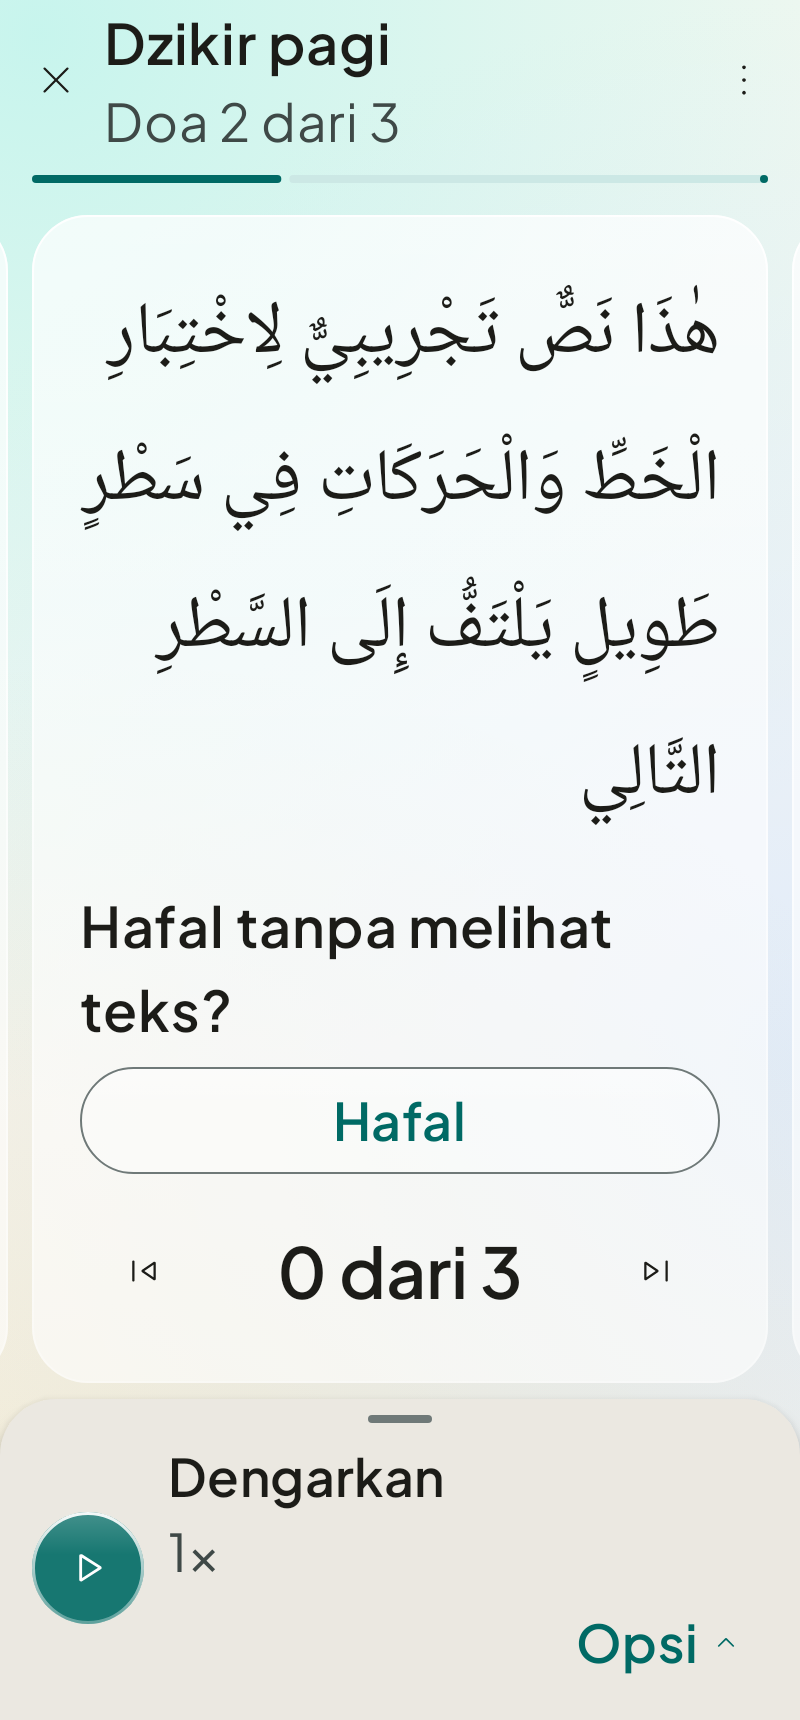 Dzikir pagi
Doa 2 dari 3
هٰذَا نَصٌّ تَجْرِيبِيٌّ لِاخْتِبَارِ
الْخَطِّ وَالْحَرَكَاتِ فِي سَطْرٍ
طَوِيلٍ يَلْتَفُّ إِلَى السَّطْرِ
التَّالِي
Hafal tanpa melihat
teks?
Hafal
0 dari 3
Dengarkan
1×
Opsi